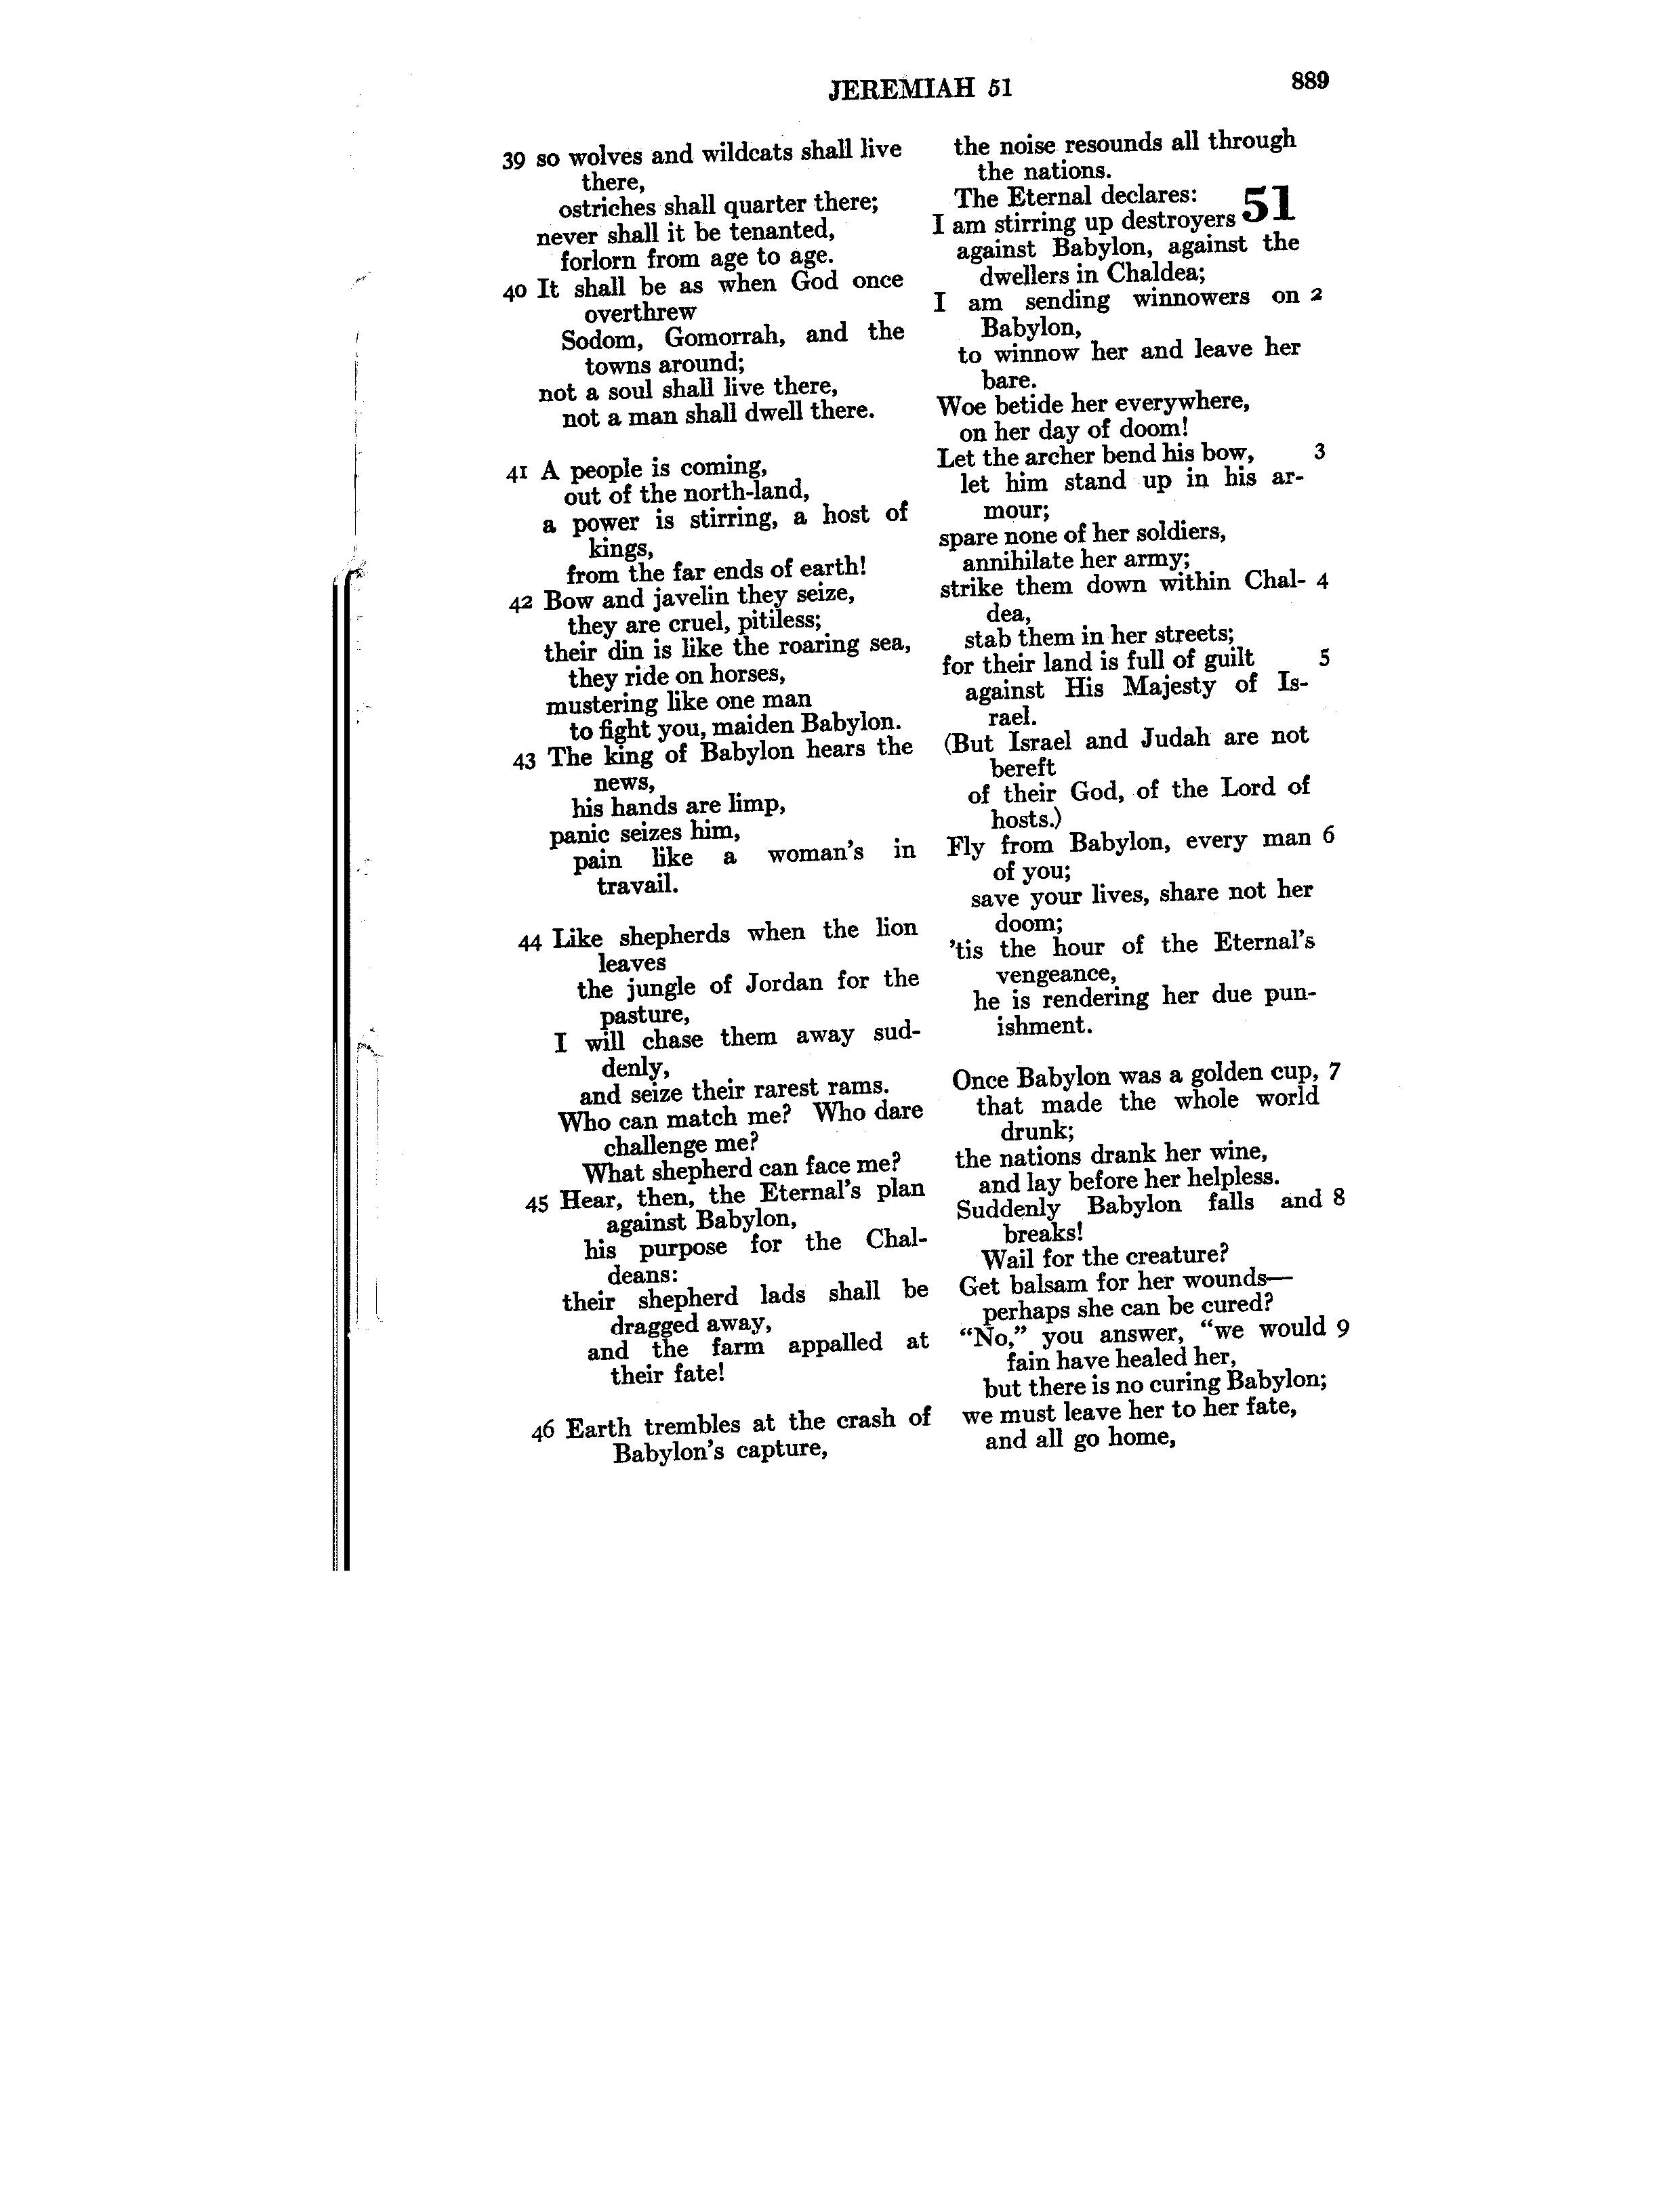 JEREMIAH 51
889
39 so wolves and wildcats shall live
there,
ostriches shall quarter there;
never shall it be tenanted,
forlorn from age to age.
40 It shall be as when God once
overthrew
Sodom, Gomorrah, and the
towns around;
not a soul shall live there,
not a man shall dwell there.
41 A people is coming,
out of the north-land,
a power is stirring, a host of
kings,
from the far ends of earth!
42 Bow and javelin they seize,
they are cruel, pitiless;
their din is like the roaring sea,
they ride on horses,
mustering like one man
to fight you, maiden Babylon.
43 The king of Babylon hears the
news,
his hands are limp,
panic seizes him,
pain like a woman's in
travail.
44 Like shepherds when the lion
leaves
the jungle of Jordan for the
pasture,
I will chase them away sud-
denly,
and seize their rarest rams.
Who can match me? Who dare
challenge me?
What shepherd can face me?
45 Hear, then, the Eternal's plan
against Babylon,
his purpose for the Chal-
deans:
their shepherd lads shall be
dragged away,
and the farm appalled at
their fate!
46 Earth trembles at the crash of
Babylon's capture,
the noise resounds all through
the nations.
The Eternal declares: 51
I am stirring up destroyers
against Babylon, against the
dwellers in Chaldea;
I am sending winnowers on 2
Babylon,
to winnow her and leave her
bare.
Woe betide her everywhere,
on her day of doom!
Let the archer bend his bow, 3
let him stand up in his ar-
mour;
spare none of her soldiers,
annihilate her army;
strike them down within Chal- 4
dea,
stab them in her streets;
for their land is full of guilt 5
against His Majesty of Is-
rael.
(But Israel and Judah are not
bereft
of their God, of the Lord of
hosts.)
Fly from Babylon, every man 6
of you;
save your lives, share not her
doom;
'tis the hour of the Eternal's
vengeance,
he is rendering her due pun-
ishment.
Once Babylon was a golden cup, 7
that made the whole world
drunk;
the nations drank her wine,
and lay before her helpless.
Suddenly Babylon falls and 8
breaks!
Wail for the creature?
Get balsam for her wounds—
perhaps she can be cured?
“No,” you answer, “we would 9
fain have healed her,
but there is no curing Babylon;
we must leave her to her fate,
and all go home,